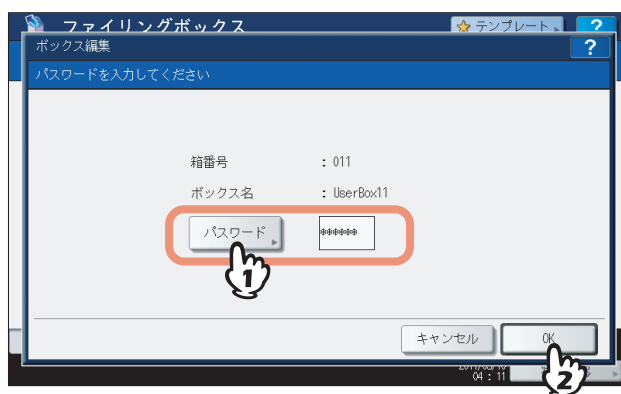 ファイリングボックス
テンプレート
?
ボックス編集
?
パスワードを入力してください
箱番号 : 011
ボックス名 : UserBox11
パスワード ******
1
キャンセル
OK
2
04 : 11